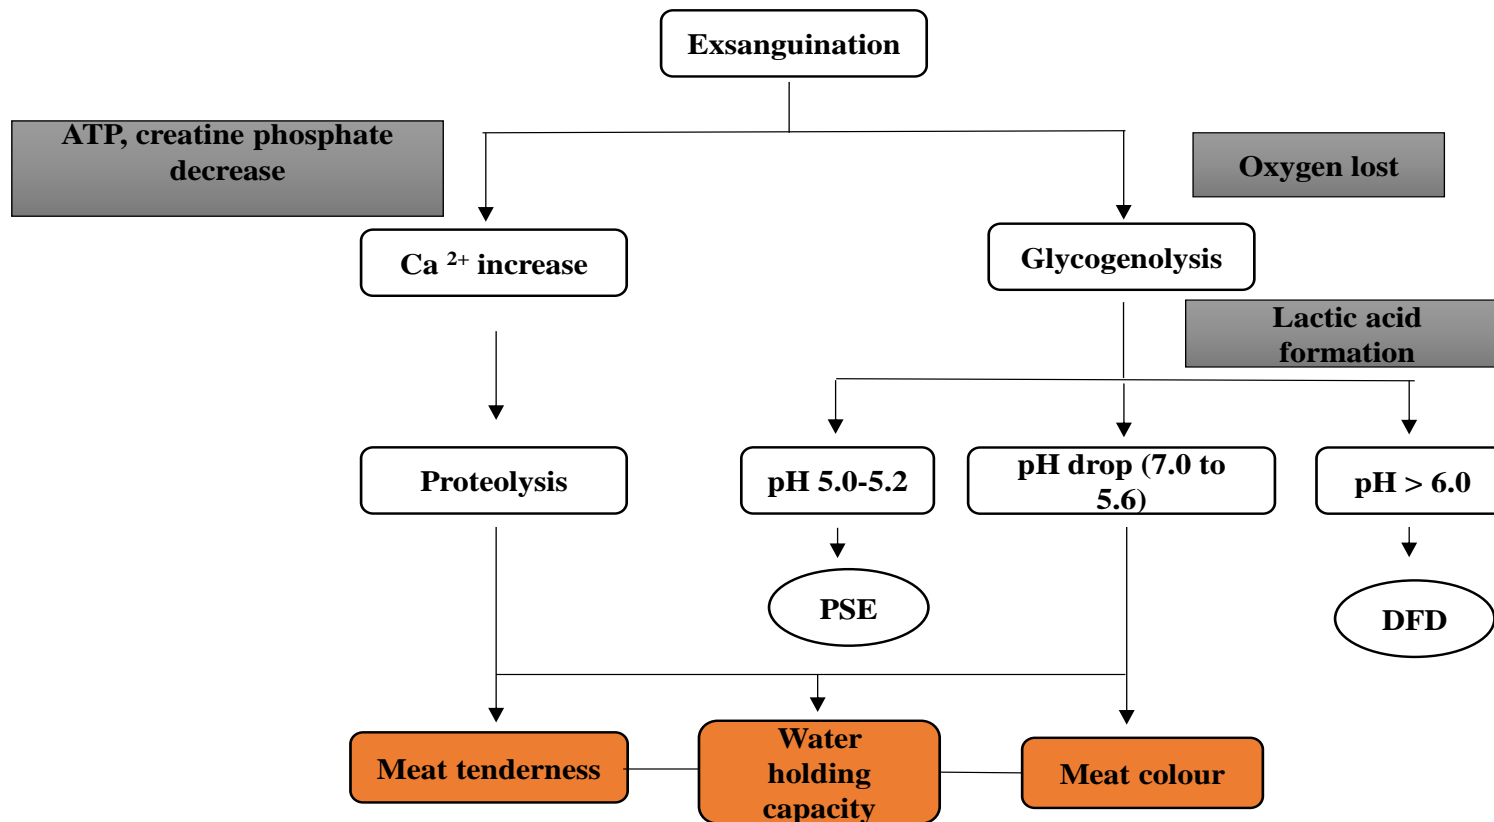 Exsanguination
ATP, creatine phosphate
decrease
Oxygen lost
Ca 2+ increase
Glycogenolysis
Lactic acid
formation
Proteolysis
pH 5.0-5.2
pH drop (7.0 to
5.6)
pH > 6.0
PSE
DFD
Meat tenderness
Water
holding
capacity
Meat colour